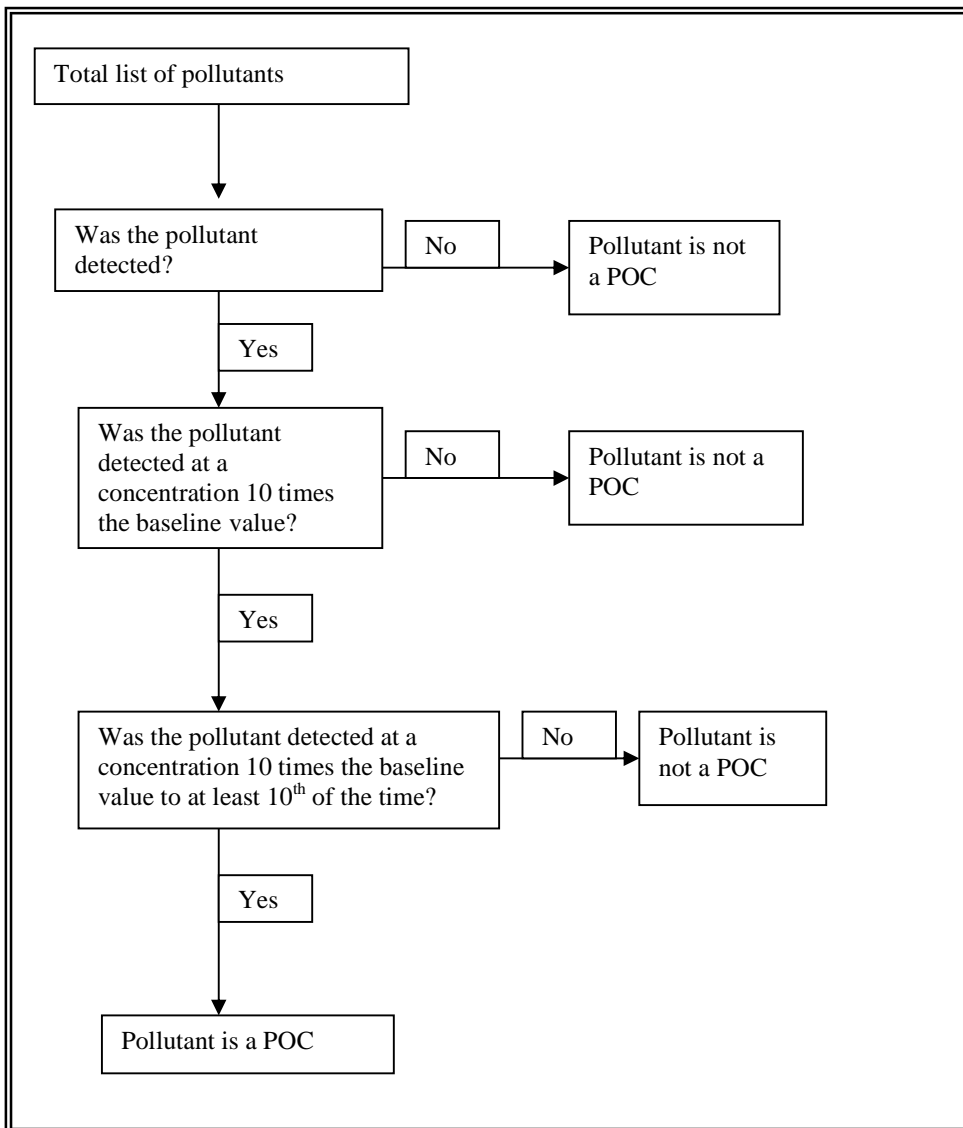 Total list of pollutants
Was the pollutant
detected?
No
Pollutant is not
a POC
Yes
Was the pollutant
detected at a
concentration 10 times
the baseline value?
No
Pollutant is not a
POC
Yes
Was the pollutant detected at a
concentration 10 times the baseline
value to at least 10th of the time?
No
Pollutant is
not a POC
Yes
Pollutant is a POC